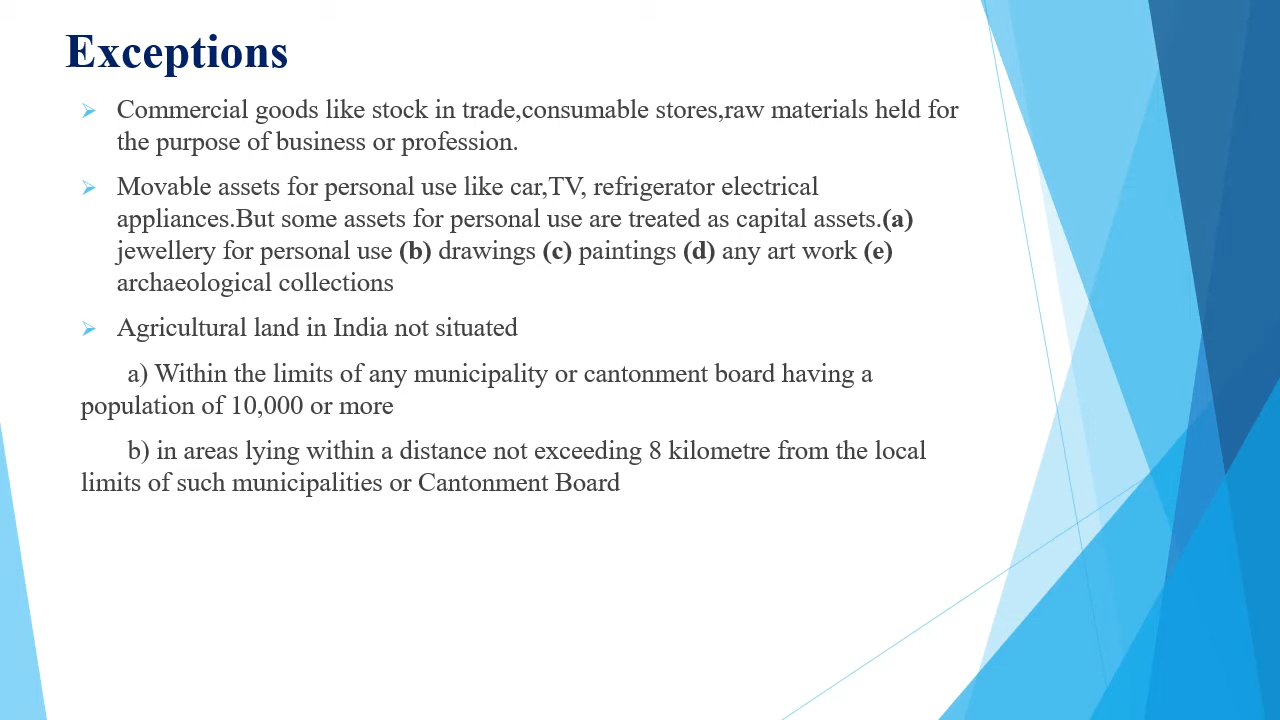 Exceptions
Commercial goods like stock in trade,consumable stores,raw materials held for
the purpose of business or profession.
Movable assets for personal use like car,TV, refrigerator electrical
appliances.But some assets for personal use are treated as capital assets.(a)
jewellery for personal use (b) drawings (c) paintings (d) any art work (e)
archaeological collections
Agricultural land in India not situated
a) Within the limits of any municipality or cantonment board having a
population of 10,000 or more
b) in areas lying within a distance not exceeding 8 kilometre from the local
limits of such municipalities or Cantonment Board